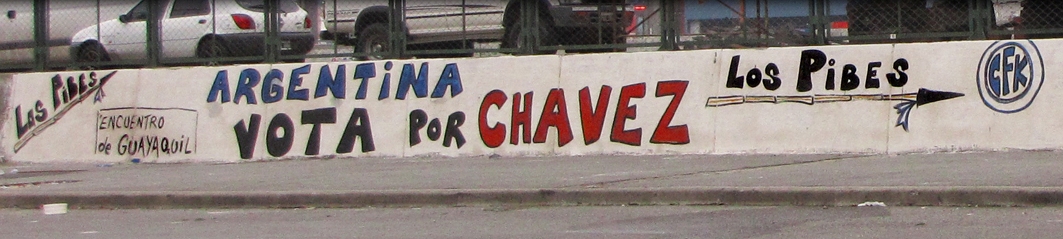 Los PiBES
ENCUENTRO
de GUAYAQUiL
ARGENTiNA
VOTA POR CHAVEZ
Los PiBES
CFK